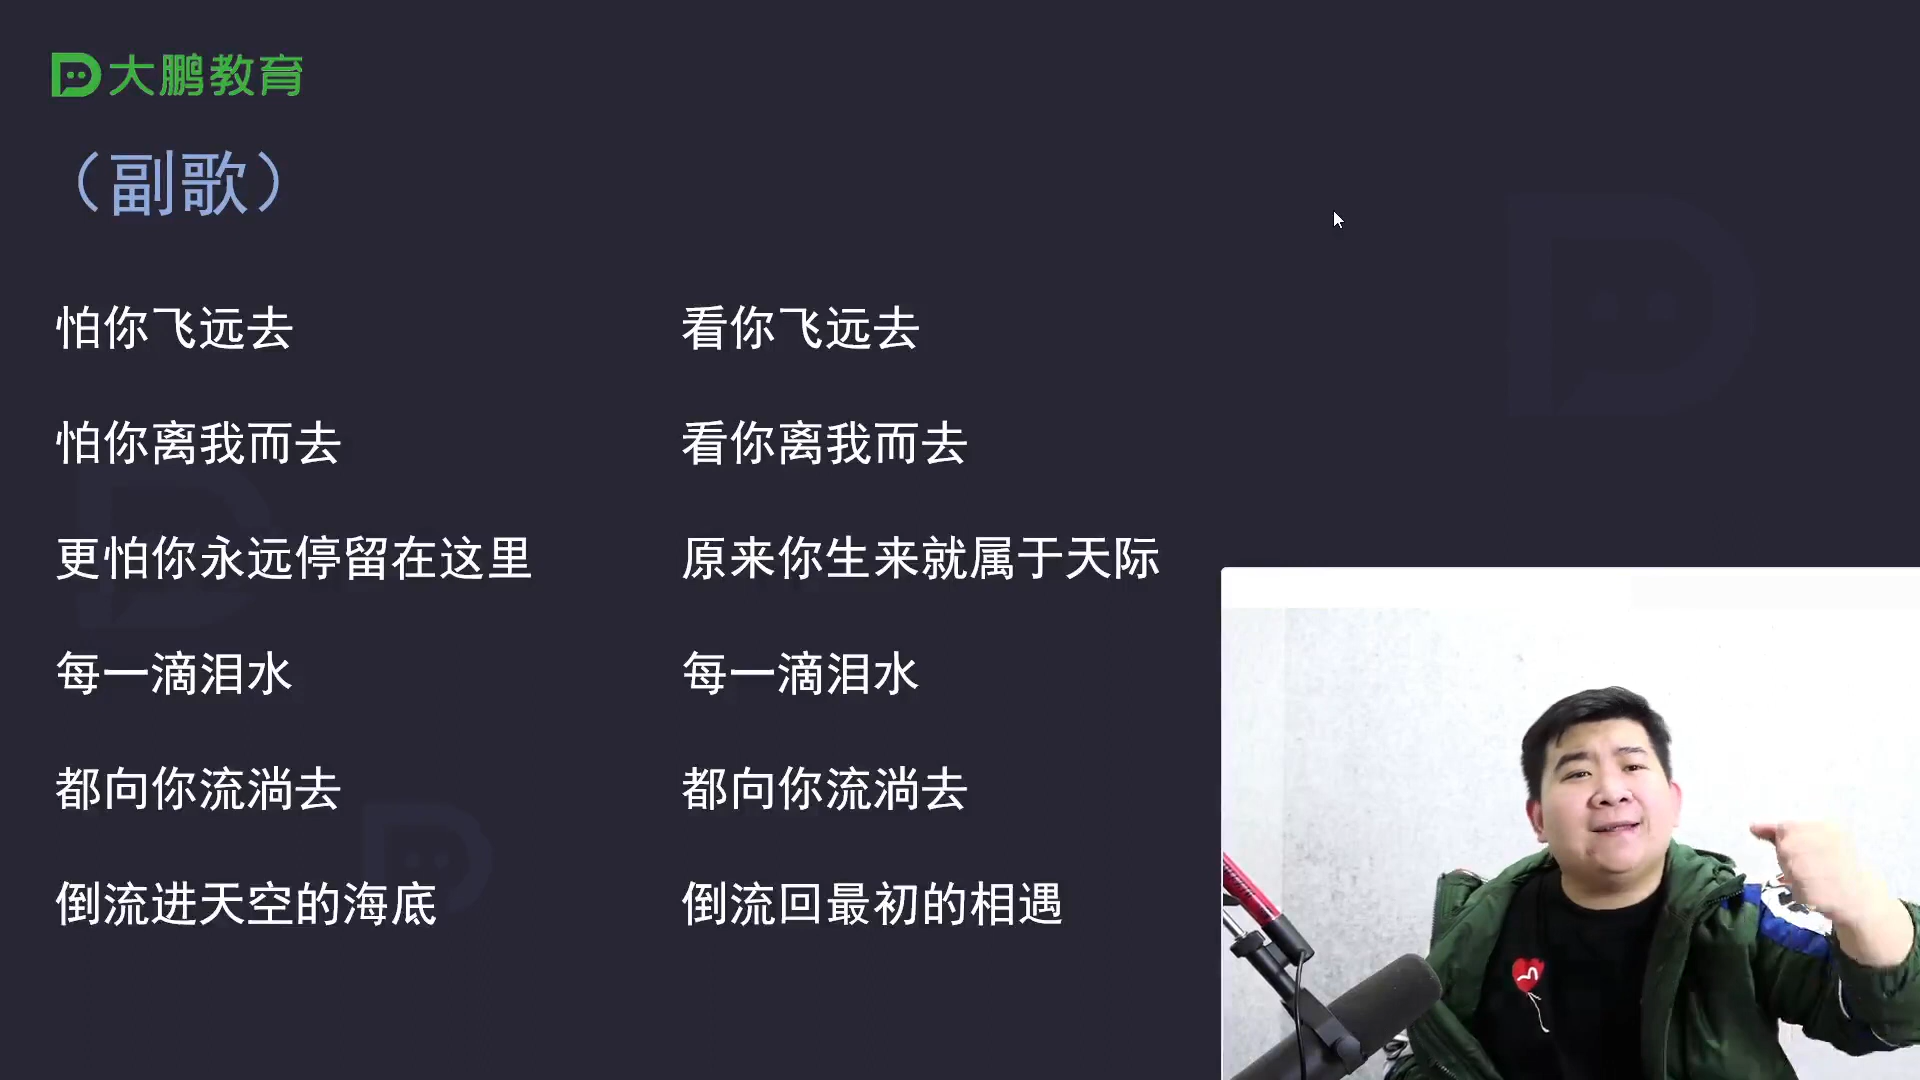 大鹏教育
（副歌）
怕你飞远去
怕你离我而去
更怕你永远停留在这里
每一滴泪水
都向你流淌去
倒流进天空的海底
看你飞远去
看你离我而去
原来你生来就属于天际
每一滴泪水
都向你流淌去
倒流回最初的相遇